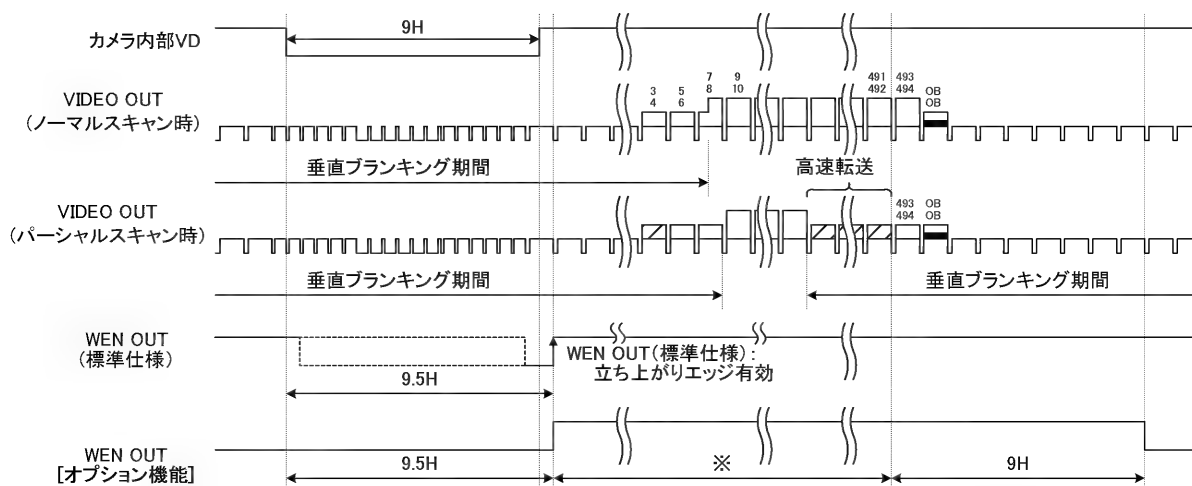 カメラ内部VD
9H
VIDEO OUT
（ノーマルスキャン時）
3
4
5
6
7
8
9
10
491
492
493
494
OB
OB
垂直ブランキング期間
高速転送
VIDEO OUT
（パーシャルスキャン時）
493
494
OB
OB
垂直ブランキング期間
垂直ブランキング期間
WEN OUT
（標準仕様）
WEN OUT（標準仕様）：
立ち上がりエッジ有効
9.5H
WEN OUT
[オプション機能]
9.5H
※
9H